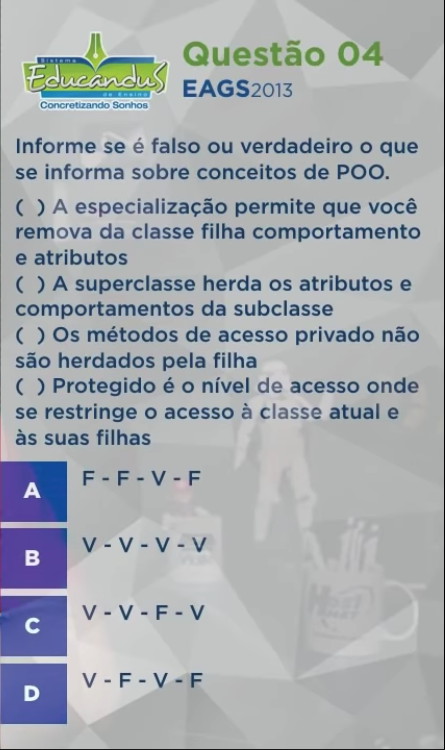 Sistema
Educandus
de Ensino
Concretizando Sonhos
Questão 04
EAGS2013
Informe se é falso ou verdadeiro o que
se informa sobre conceitos de POO.
( ) A especialização permite que você
remova da classe filha comportamento
e atributos
( ) A superclasse herda os atributos e
comportamentos da subclasse
( ) Os métodos de acesso privado não
são herdados pela filha
( ) Protegido é o nível de acesso onde
se restringe o acesso à classe atual e
às suas filhas
A F - F - V - F
B V - V - V - V
C V - V - F - V
D V - F - V - F